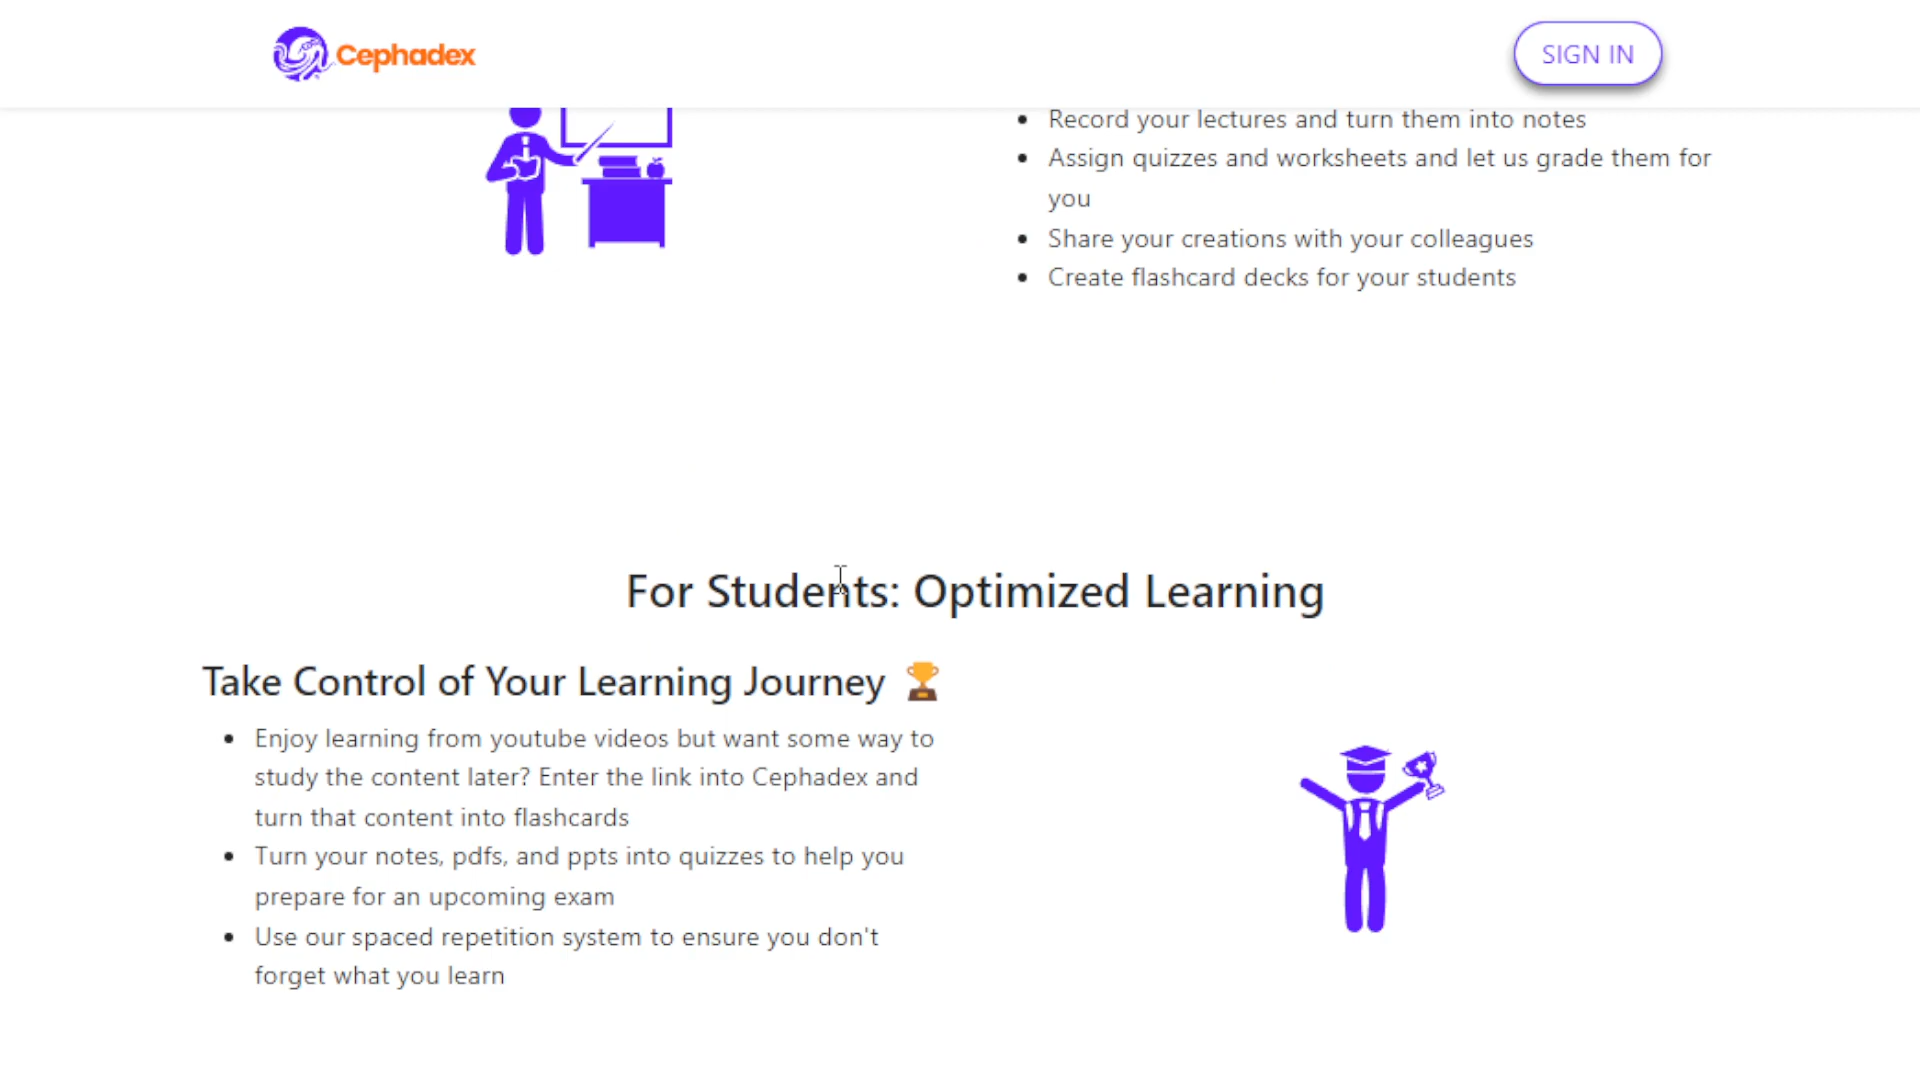 Cephadex
SIGN IN
Record your lectures and turn them into notes
Assign quizzes and worksheets and let us grade them for
you
Share your creations with your colleagues
Create flashcard decks for your students
For Students: Optimized Learning
Take Control of Your Learning Journey
Enjoy learning from youtube videos but want some way to
study the content later? Enter the link into Cephadex and
turn that content into flashcards
Turn your notes, pdfs, and ppts into quizzes to help you
prepare for an upcoming exam
Use our spaced repetition system to ensure you don't
forget what you learn